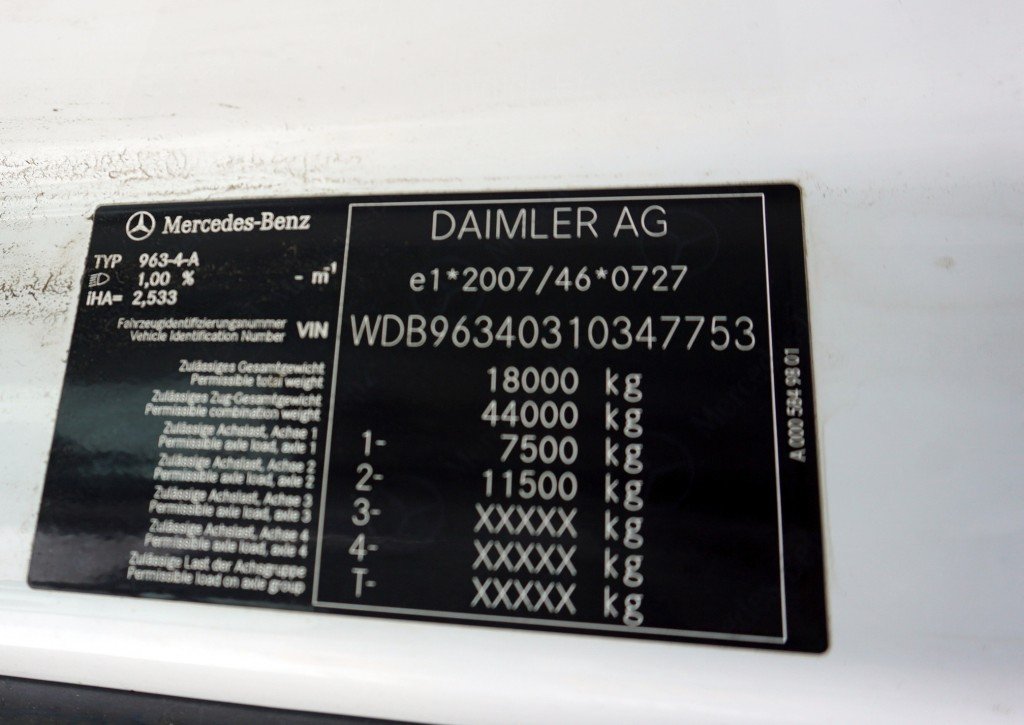 Mercedes-Benz
TYP 963-4-A
1,00 % - m⁻¹
iHA= 2,533
Fahrzeugidentifizierungsnummer
Vehicle Identification Number VIN
Zulässiges Gesamtgewicht
Permissible total weight
Zulässiges Zug-Gesamtgewicht
Permissible combination weight
Zulässige Achslast, Achse 1
Permissible axle load, axle 1
Zulässige Achslast, Achse 2
Permissible axle load, axle 2
Zulässige Achslast, Achse 3
Permissible axle load, axle 3
Zulässige Achslast, Achse 4
Permissible axle load, axle 4
Zulässige Last der Achsgruppe
Permissible load on axle group
DAIMLER AG
e1*2007/46*0727
WDB96340310347753
18000 kg
44000 kg
1- 7500 kg
2- 11500 kg
3- XXXXX kg
4- XXXXX kg
T- XXXXX kg
A 000 584 98 01